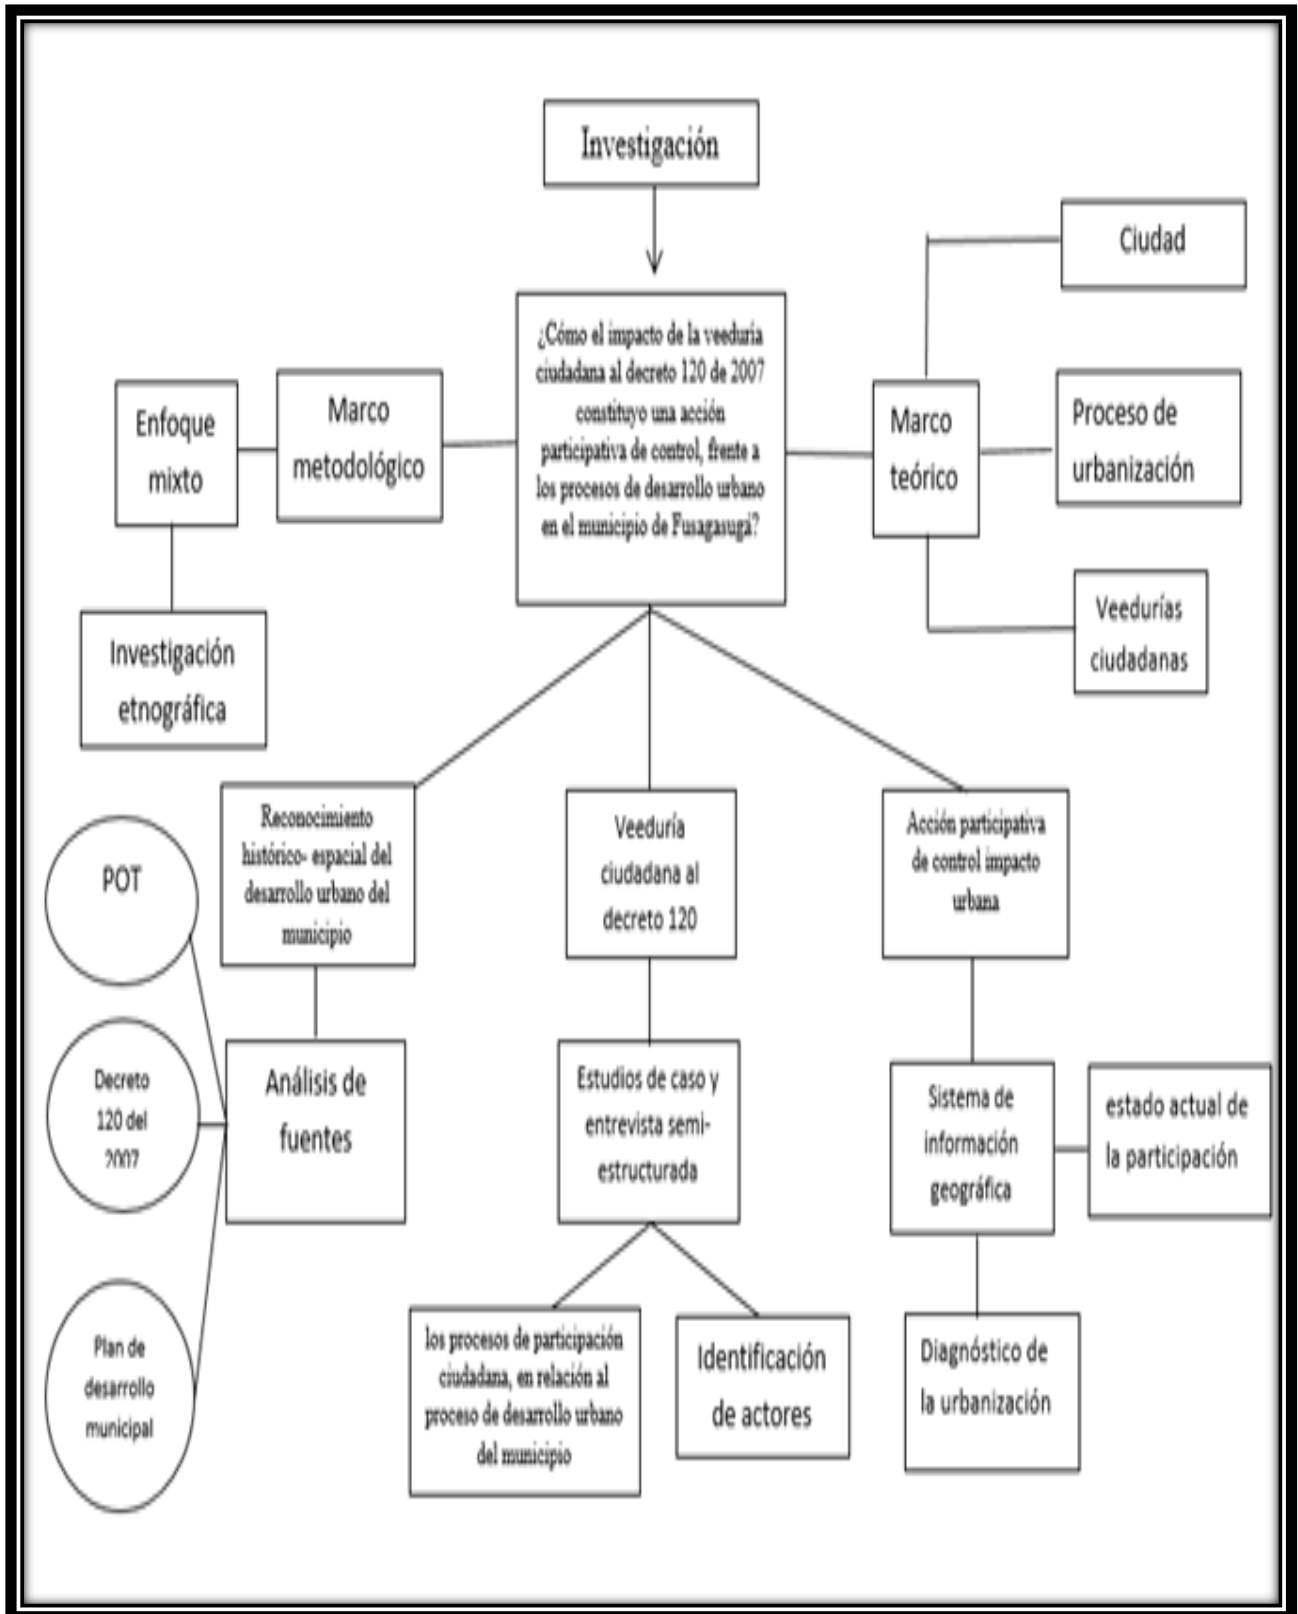 Investigación
¿Cómo el impacto de la veeduría
ciudadana al decreto 120 de 2007
constituyo una acción
participativa de control, frente a
los procesos de desarrollo urbano
en el municipio de Fusagasugá?
Enfoque
mixto
Marco
metodológico
Investigación
etnográfica
Marco
teórico
Ciudad
Proceso de
urbanización
Veedurías
ciudadanas
Reconocimiento
histórico- espacial del
desarrollo urbano del
municipio
Análisis de
fuentes
POT
Decreto
120 del
2007
Plan de
desarrollo
municipal
Veeduría
ciudadana al
decreto 120
Estudios de caso y
entrevista semi-
estructurada
los procesos de participación
ciudadana, en relación al
proceso de desarrollo urbano
del municipio
Identificación
de actores
Acción participativa
de control impacto
urbana
Sistema de
información
geográfica
estado actual de
la participación
Diagnóstico de
la urbanización